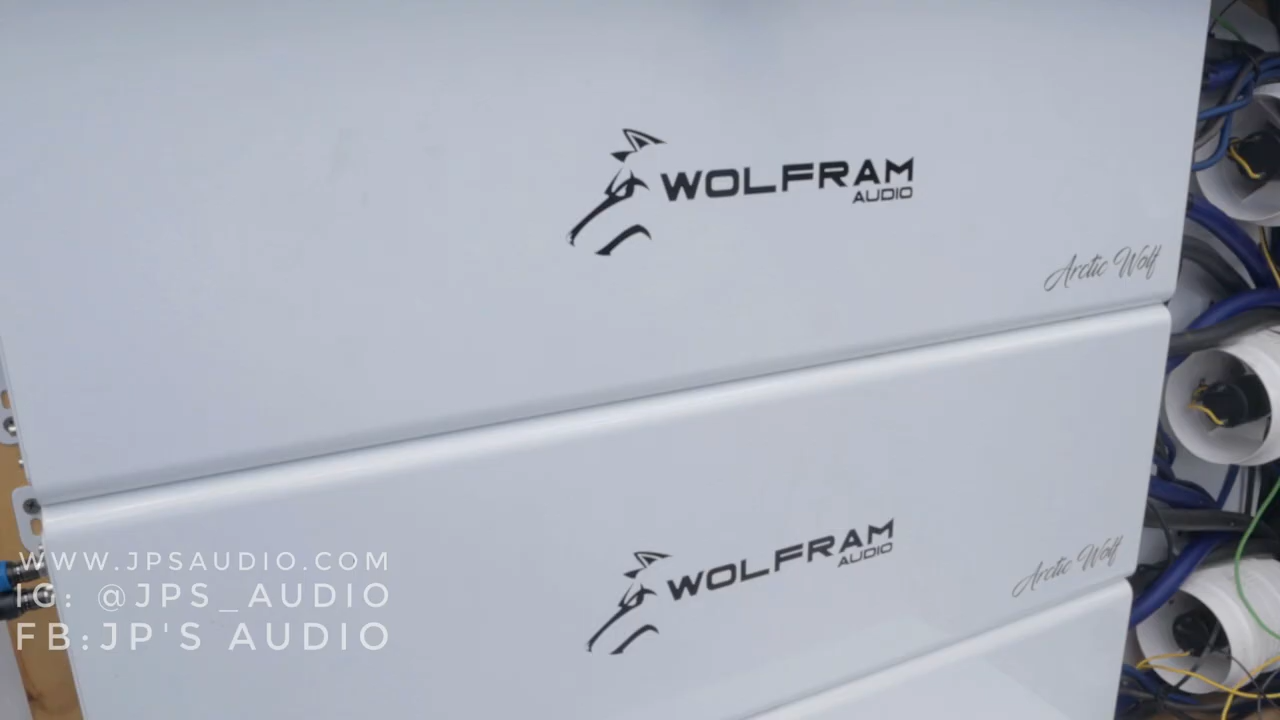 WOLFRAM
AUDIO
Arctic Wolf
WOLFRAM
AUDIO
Arctic Wolf
WWW.JPSAUDIO.COM
IG: @JPS_AUDIO
FB:JP'S AUDIO